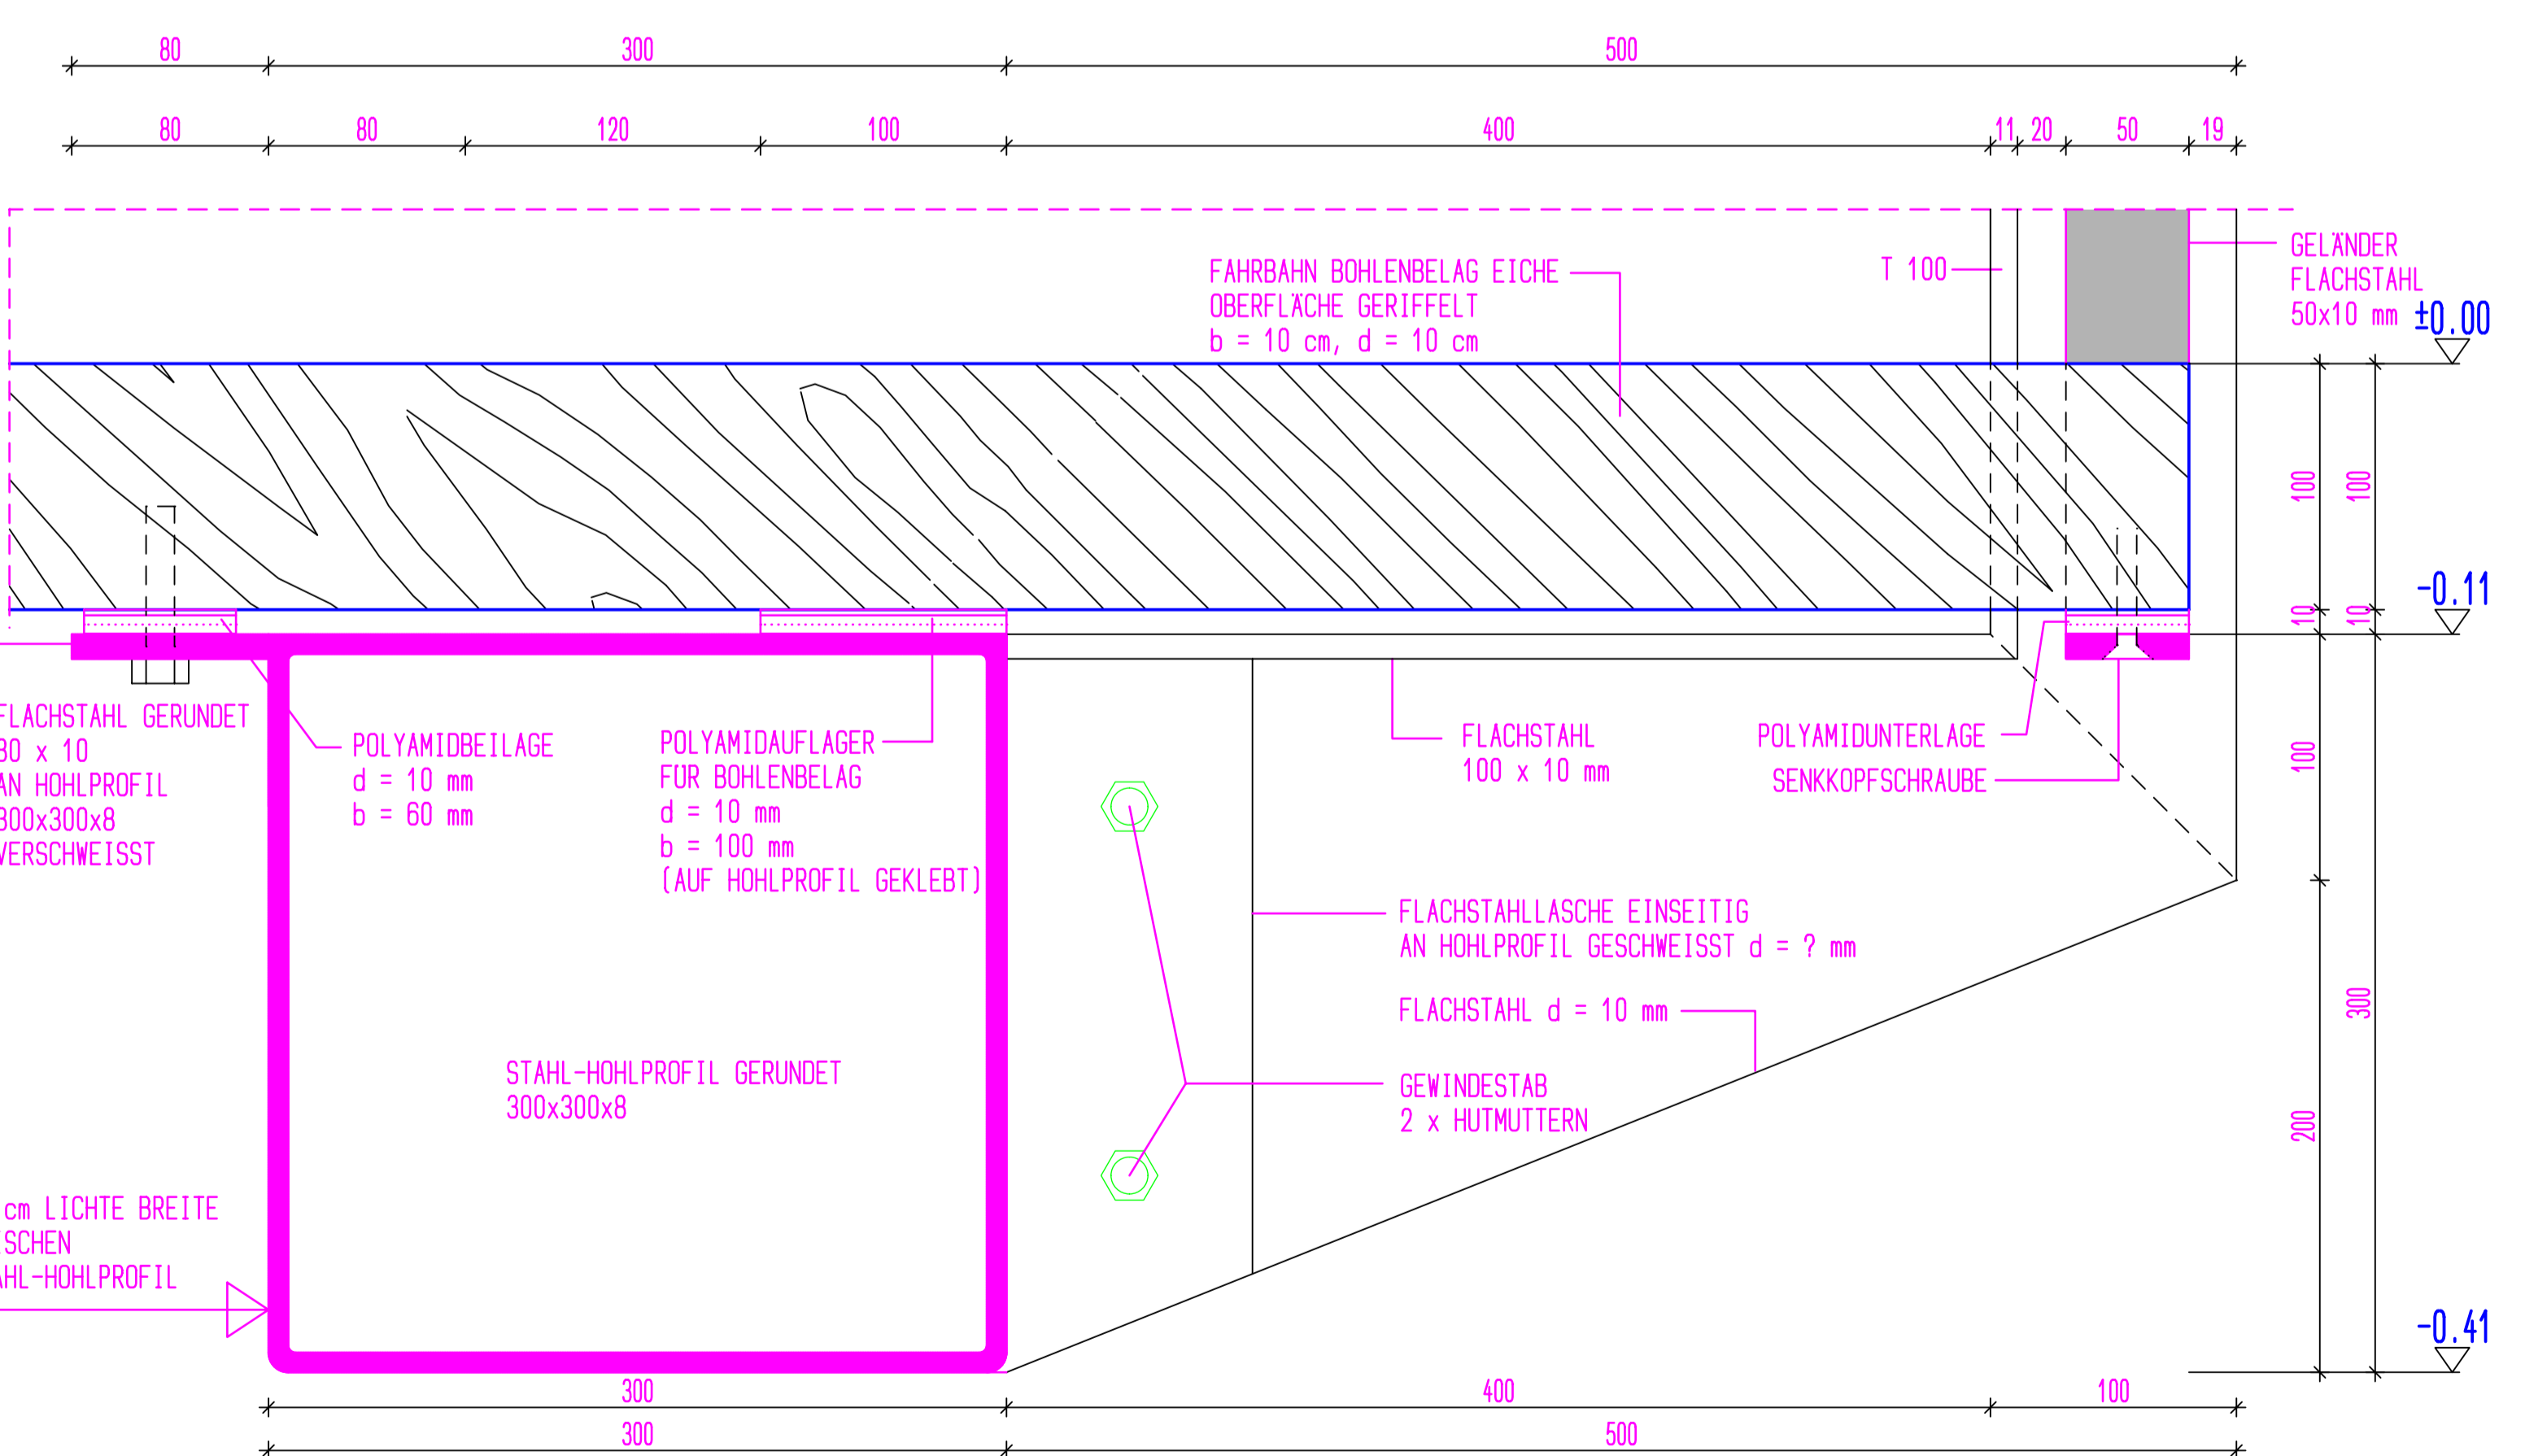 80
300
500
80
80
120
100
400
11
20
50
19
FAHRBAHN BOHLENBELAG EICHE
OBERFLÄCHE GERIFFELT
b = 10 cm, d = 10 cm
T 100
GELÄNDER
FLACHSTAHL
50x10 mm
±0.00
100
100
-0.11
10
10
FLACHSTAHL GERUNDET
80 x 10
AN HOHLPROFIL
300x300x8
VERSCHWEISST
POLYAMIDBEILAGE
d = 10 mm
b = 60 mm
POLYAMIDAUFLAGER
FÜR BOHLENBELAG
d = 10 mm
b = 100 mm
(AUF HOHLPROFIL GEKLEBT)
FLACHSTAHL
100 x 10 mm
POLYAMIDUNTERLAGE
SENKKOPFSCHRAUBE
100
FLACHSTAHLLASCHE EINSEITIG
AN HOHLPROFIL GESCHWEISST d = ? mm
FLACHSTAHL d = 10 mm
300
STAHL-HOHLPROFIL GERUNDET
300x300x8
GEWINDESTAB
2 x HUTMUTTERN
200
cm LICHTE BREITE
SCHEN
AHL-HOHLPROFIL
-0.41
300
400
100
300
500